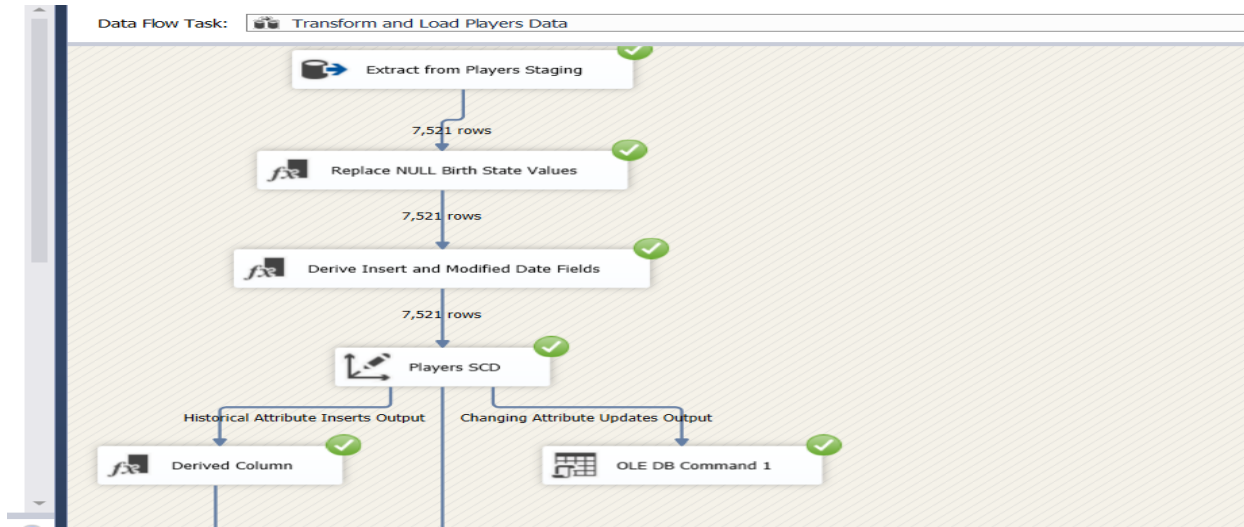 Data Flow Task: Transform and Load Players Data
Extract from Players Staging
7,521 rows
Replace NULL Birth State Values
7,521 rows
Derive Insert and Modified Date Fields
7,521 rows
Players SCD
Historical Attribute Inserts Output
Changing Attribute Updates Output
Derived Column
OLE DB Command 1